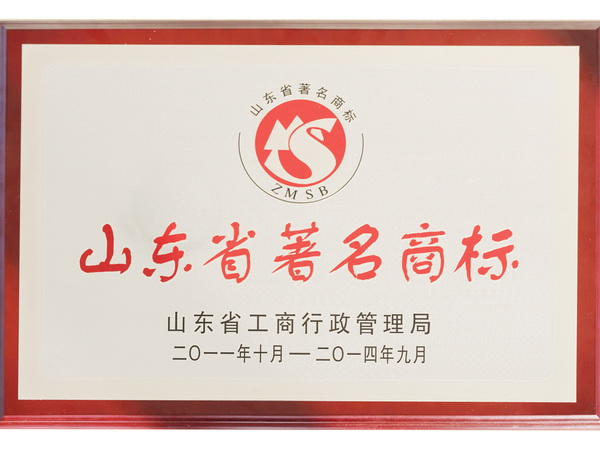 山东省著名商标
ZMSB
山东省著名商标
山东省工商行政管理局
二〇一一年十月—二〇一四年九月